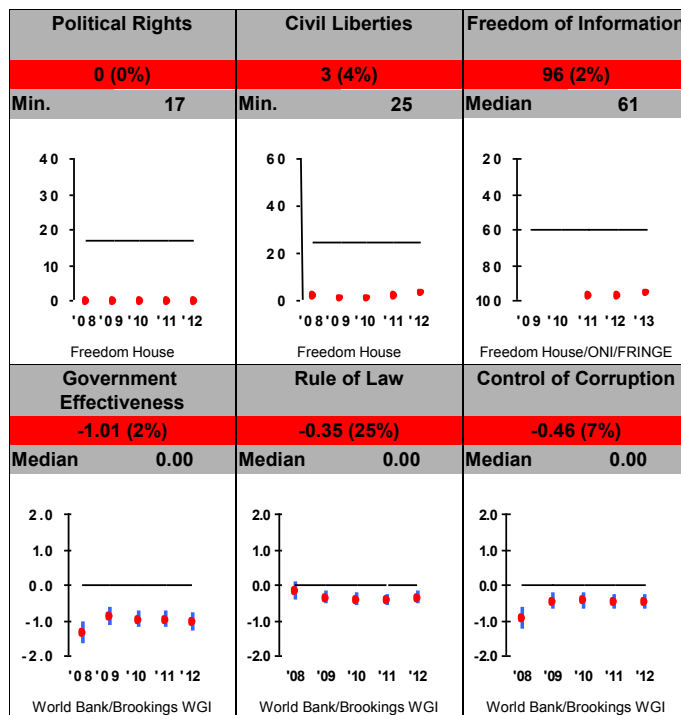 Political Rights
0 (0%)
Min. 17
40
30
20
10
0
'08 '09 '10 '11 '12
Freedom House
Civil Liberties
3 (4%)
Min. 25
60
40
20
0
'08 '09 '10 '11 '12
Freedom House
Freedom of Information
96 (2%)
Median 61
20
40
60
80
100
'09 '10 '11 '12 '13
Freedom House/ONI/FRINGE
Government
Effectiveness
-1.01 (2%)
Median 0.00
2.0
1.0
0.0
-1.0
-2.0
'08 '09 '10 '11 '12
World Bank/Brookings WGI
Rule of Law
-0.35 (25%)
Median 0.00
2.0
1.0
0.0
-1.0
-2.0
'08 '09 '10 '11 '12
World Bank/Brookings WGI
Control of Corruption
-0.46 (7%)
Median 0.00
2.0
1.0
0.0
-1.0
-2.0
'08 '09 '10 '11 '12
World Bank/Brookings WGI